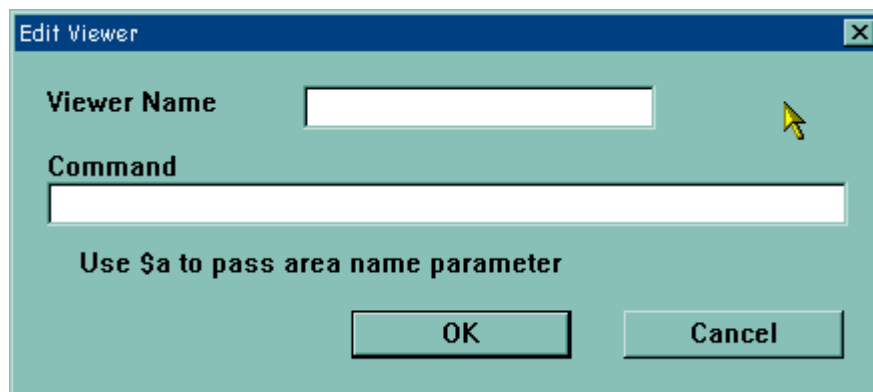 Edit Viewer
Viewer Name
Command
Use $a to pass area name parameter
OK Cancel